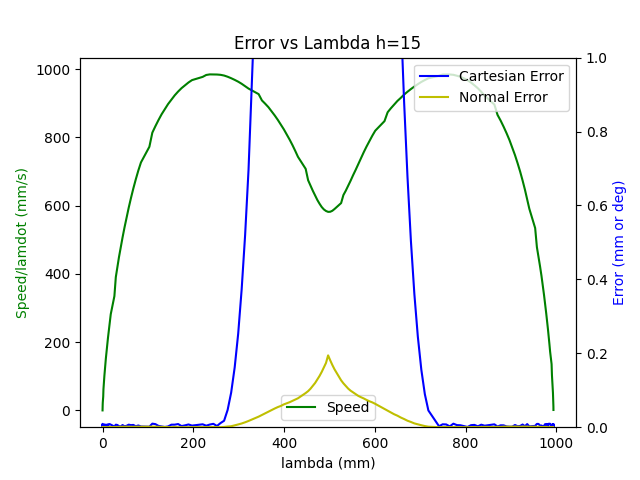 Error vs Lambda h=15
Speed/lamdot (mm/s)
1000
800
600
400
200
0
Cartesian Error
Normal Error
Speed
1.0
0.8
0.6
0.4
0.2
0.0
Error (mm or deg)
0 200 400 600 800 1000
lambda (mm)